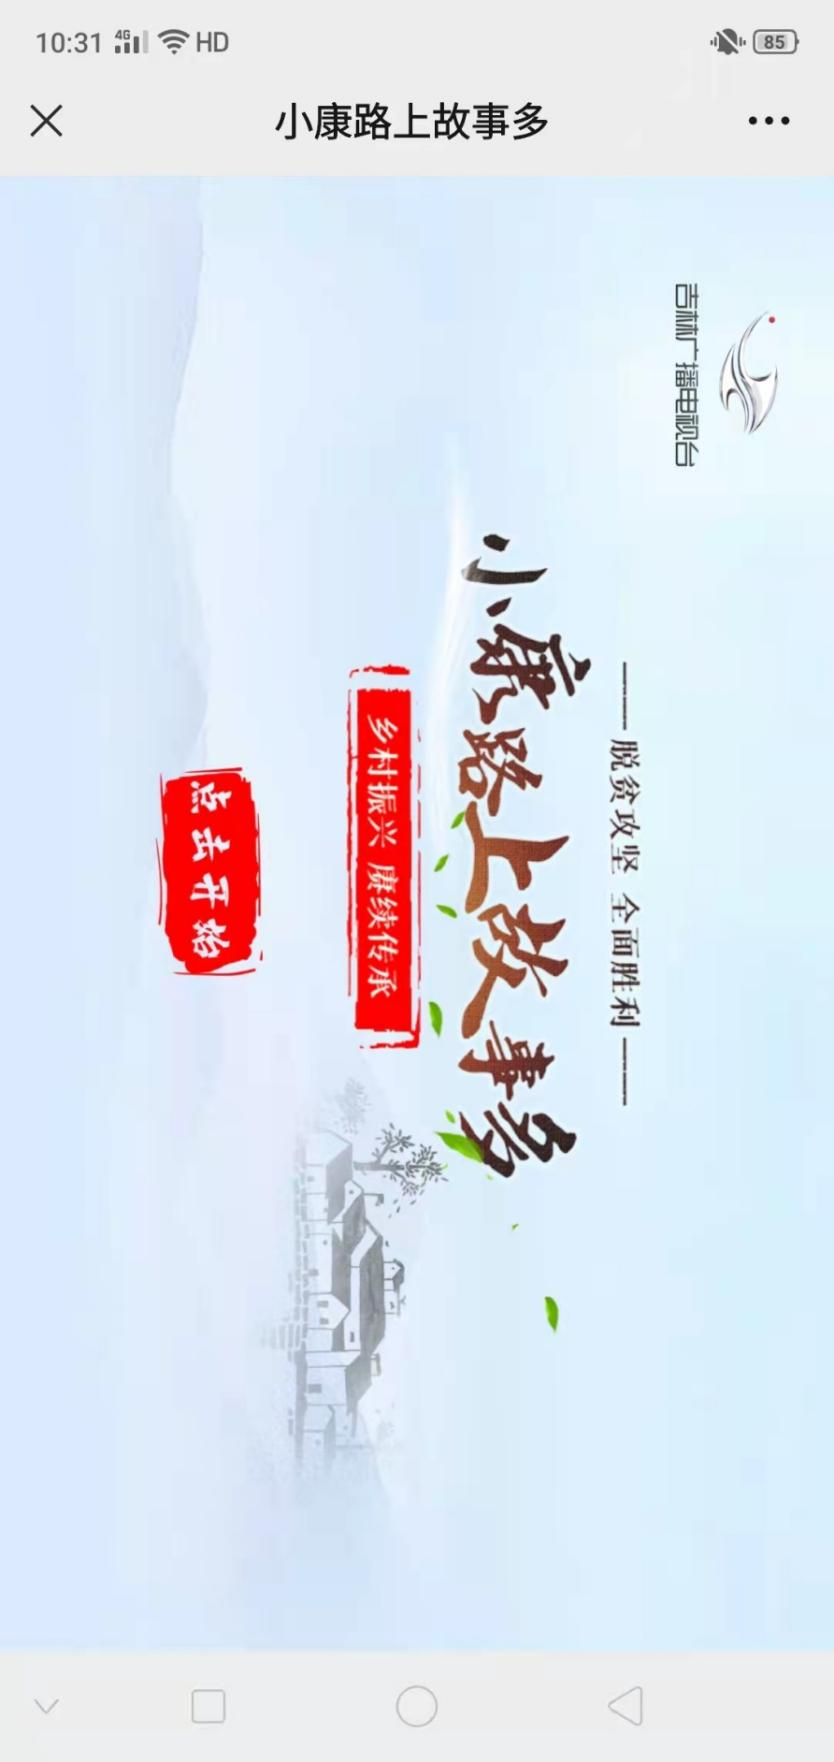 10:31 4G HD 85
小康路上故事多
吉林广播电视台
——脱贫攻坚 全面胜利——
小康路上故事多
乡村振兴 赓续传承
点击开始